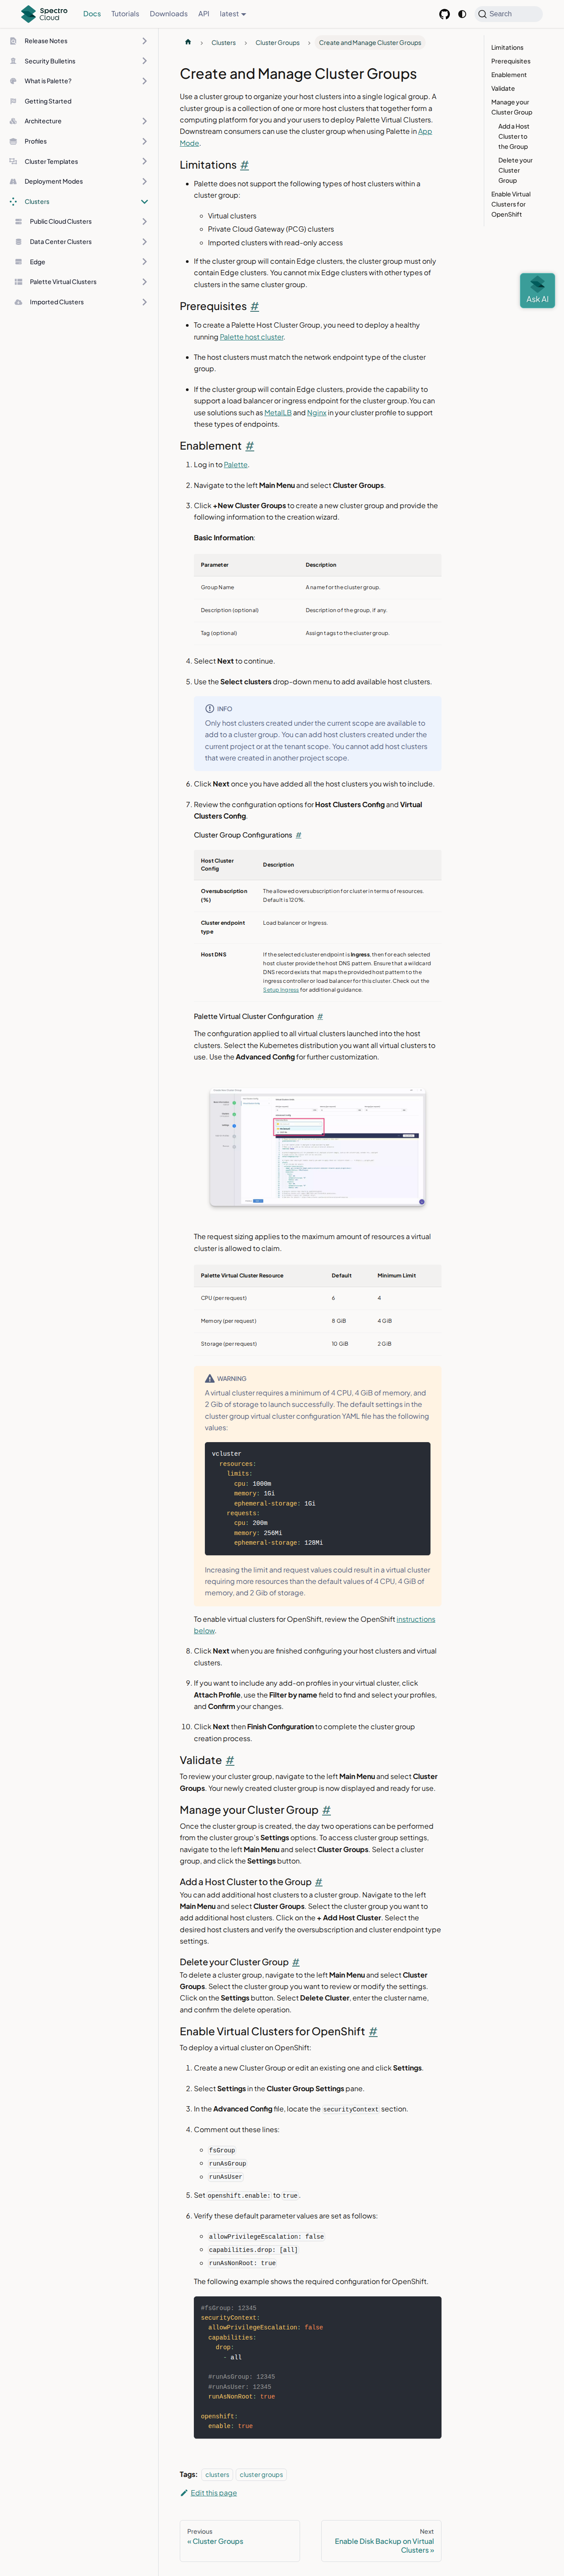 Spectro Cloud
Docs
Tutorials
Downloads
API
latest
Search
Release Notes
Security Bulletins
What is Palette?
Getting Started
Architecture
Profiles
Cluster Templates
Deployment Modes
Clusters
Public Cloud Clusters
Data Center Clusters
Edge
Palette Virtual Clusters
Imported Clusters
Clusters
Cluster Groups
Create and Manage Cluster Groups
Limitations
Prerequisites
Enablement
Validate
Manage your
Cluster Group
Add a Host
Cluster to
the Group
Delete your
Cluster
Group
Enable Virtual
Clusters for
OpenShift
Ask AI
Create and Manage Cluster Groups
Use a cluster group to organize your host clusters into a single logical group. A
cluster group is a collection of one or more host clusters that together form a
computing platform for you and your users to deploy Palette Virtual Clusters.
Downstream consumers can use the cluster group when using Palette in App
Mode.
Limitations #
• Palette does not support the following types of host clusters within a
cluster group:
◦ Virtual clusters
◦ Private Cloud Gateway (PCG) clusters
◦ Imported clusters with read-only access
• If the cluster group will contain Edge clusters, the cluster group must only
contain Edge clusters. You cannot mix Edge clusters with other types of
clusters in the same cluster group.
Prerequisites #
• To create a Palette Host Cluster Group, you need to deploy a healthy
running Palette host cluster.
• The host clusters must match the network endpoint type of the cluster
group.
• If the cluster group will contain Edge clusters, provide the capability to
support a load balancer or ingress endpoint for the cluster group.You can
use solutions such as MetalLB and Nginx in your cluster profile to support
these types of endpoints.
Enablement #
1. Log in to Palette.
2. Navigate to the left Main Menu and select Cluster Groups.
3. Click +New Cluster Groups to create a new cluster group and provide the
following information to the creation wizard.
Basic Information:
Parameter Description
Group Name A name for the cluster group.
Description (optional) Description of the group, if any.
Tag (optional) Assign tags to the cluster group.
4. Select Next to continue.
5. Use the Select clusters drop-down menu to add available host clusters.
INFO
Only host clusters created under the current scope are available to
add to a cluster group. You can add host clusters created under the
current project or at the tenant scope. You cannot add host clusters
that were created in another project scope.
6. Click Next once you have added all the host clusters you wish to include.
7. Review the configuration options for Host Clusters Config and Virtual
Clusters Config.
Cluster Group Configurations #
Host Cluster
Config
Description
Oversubscription
(%)
The allowed oversubscription for cluster in terms of resources.
Default is 120%.
Cluster endpoint
type
Load balancer or Ingress.
Host DNS
If the selected cluster endpoint is Ingress, then for each selected
host cluster provide the host DNS pattern. Ensure that a wildcard
DNS record exists that maps the provided host pattern to the
ingress controller or load balancer for this cluster. Check out the
Setup Ingress for additional guidance.
Palette Virtual Cluster Configuration #
The configuration applied to all virtual clusters launched into the host
clusters. Select the Kubernetes distribution you want all virtual clusters to
use. Use the Advanced Config for further customization.
The request sizing applies to the maximum amount of resources a virtual
cluster is allowed to claim.
Palette Virtual Cluster Resource Default Minimum Limit
CPU (per request) 6 4
Memory (per request) 8 GiB 4 GiB
Storage (per request) 10 GiB 2 GiB
WARNING
A virtual cluster requires a minimum of 4 CPU, 4 GiB of memory, and
2 Gib of storage to launch successfully. The default settings in the
cluster group virtual cluster configuration YAML file has the following
values:
vcluster
resources:
limits:
cpu: 1000m
memory: 1Gi
ephemeral-storage: 1Gi
requests:
cpu: 200m
memory: 256Mi
ephemeral-storage: 128Mi
Increasing the limit and request values could result in a virtual cluster
requiring more resources than the default values of 4 CPU, 4 GiB of
memory, and 2 Gib of storage.
To enable virtual clusters for OpenShift, review the OpenShift instructions
below.
8. Click Next when you are finished configuring your host clusters and virtual
clusters.
9. If you want to include any add-on profiles in your virtual cluster, click
Attach Profile, use the Filter by name field to find and select your profiles,
and Confirm your changes.
10. Click Next then Finish Configuration to complete the cluster group
creation process.
Validate #
To review your cluster group, navigate to the left Main Menu and select Cluster
Groups. Your newly created cluster group is now displayed and ready for use.
Manage your Cluster Group #
Once the cluster group is created, the day two operations can be performed
from the cluster group's Settings options. To access cluster group settings,
navigate to the left Main Menu and select Cluster Groups. Select a cluster
group, and click the Settings button.
Add a Host Cluster to the Group #
You can add additional host clusters to a cluster group. Navigate to the left
Main Menu and select Cluster Groups. Select the cluster group you want to
add additional host clusters. Click on the + Add Host Cluster. Select the
desired host clusters and verify the oversubscription and cluster endpoint type
settings.
Delete your Cluster Group #
To delete a cluster group, navigate to the left Main Menu and select Cluster
Groups. Select the cluster group you want to review or modify the settings.
Click on the Settings button. Select Delete Cluster, enter the cluster name,
and confirm the delete operation.
Enable Virtual Clusters for OpenShift #
To deploy a virtual cluster on OpenShift:
1. Create a new Cluster Group or edit an existing one and click Settings.
2. Select Settings in the Cluster Group Settings pane.
3. In the Advanced Config file, locate the securityContext section.
4. Comment out these lines:
◦ fsGroup
◦ runAsGroup
◦ runAsUser
5. Set openshift.enable: to true.
6. Verify these default parameter values are set as follows:
◦ allowPrivilegeEscalation: false
◦ capabilities.drop: [all]
◦ runAsNonRoot: true
The following example shows the required configuration for OpenShift.
#fsGroup: 12345
securityContext:
allowPrivilegeEscalation: false
capabilities:
drop:
- all
#runAsGroup: 12345
#runAsUser: 12345
runAsNonRoot: true
openshift:
enable: true
Tags: clusters cluster groups
Edit this page
Previous
« Cluster Groups
Next
Enable Disk Backup on Virtual
Clusters »